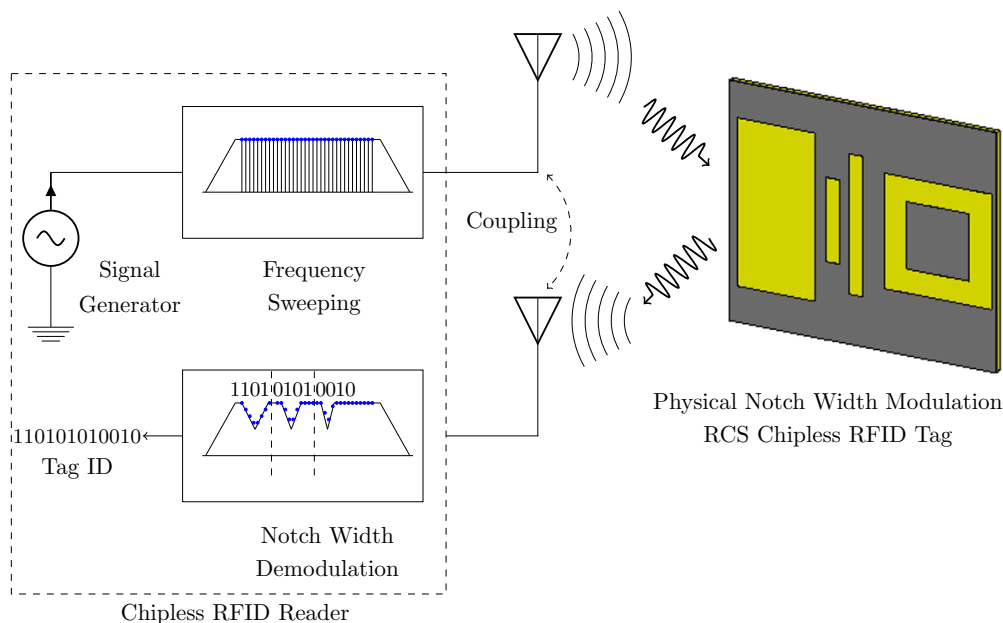 Coupling
Signal
Generator
Frequency
Sweeping
110101010010
110101010010
Tag ID
Physical Notch Width Modulation
RCS Chipless RFID Tag
Notch Width
Demodulation
Chipless RFID Reader